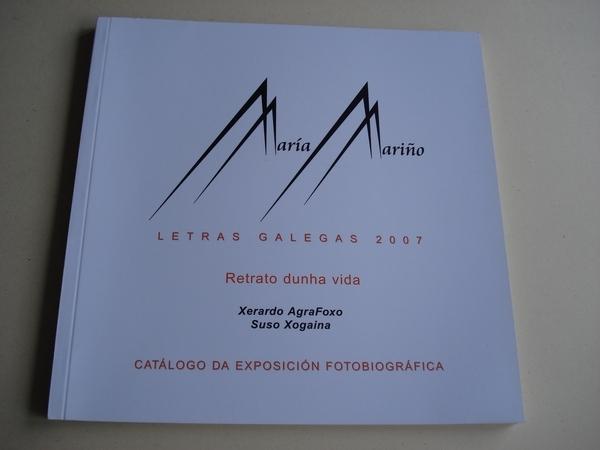 María Mariño
LETRAS GALEGAS 2007
Retrato dunha vida
Xerardo AgraFoxo
Suso Xogaina
CATÁLOGO DA EXPOSICIÓN FOTOBIOGRÁFICA